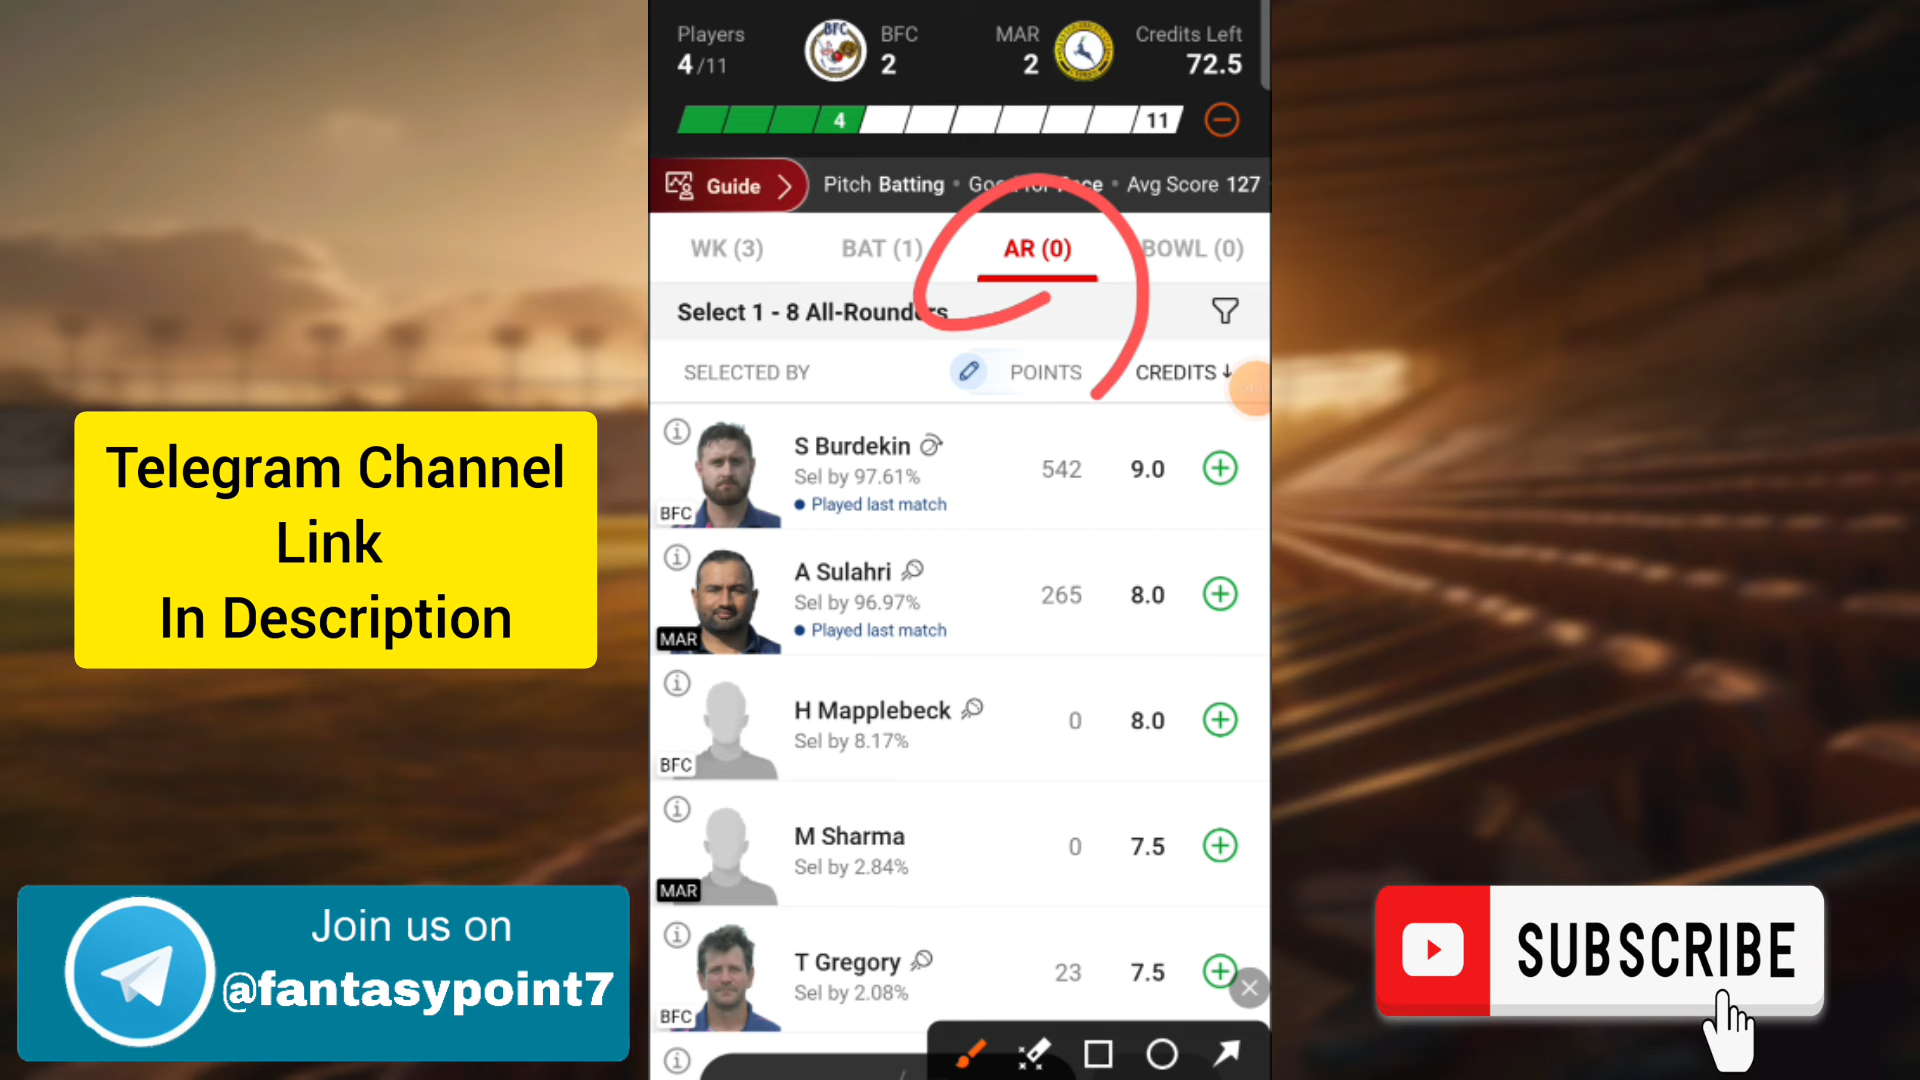 Players
4/11
BFC
BFC
2
MAR
2
Credits Left
72.5
4
11
Guide
Pitch Batting • Good for Pace • Avg Score 127
WK (3)
BAT (1)
AR (0)
BOWL (0)
Select 1 - 8 All-Rounders
SELECTED BY
POINTS
CREDITS ↓
S Burdekin
Sel by 97.61%
Played last match
BFC
542
9.0
A Sulahri
Sel by 96.97%
Played last match
MAR
265
8.0
H Mapplebeck
Sel by 8.17%
BFC
0
8.0
M Sharma
Sel by 2.84%
MAR
0
7.5
T Gregory
Sel by 2.08%
BFC
23
7.5
Telegram Channel
Link
In Description
Join us on
@fantasypoint7
SUBSCRIBE